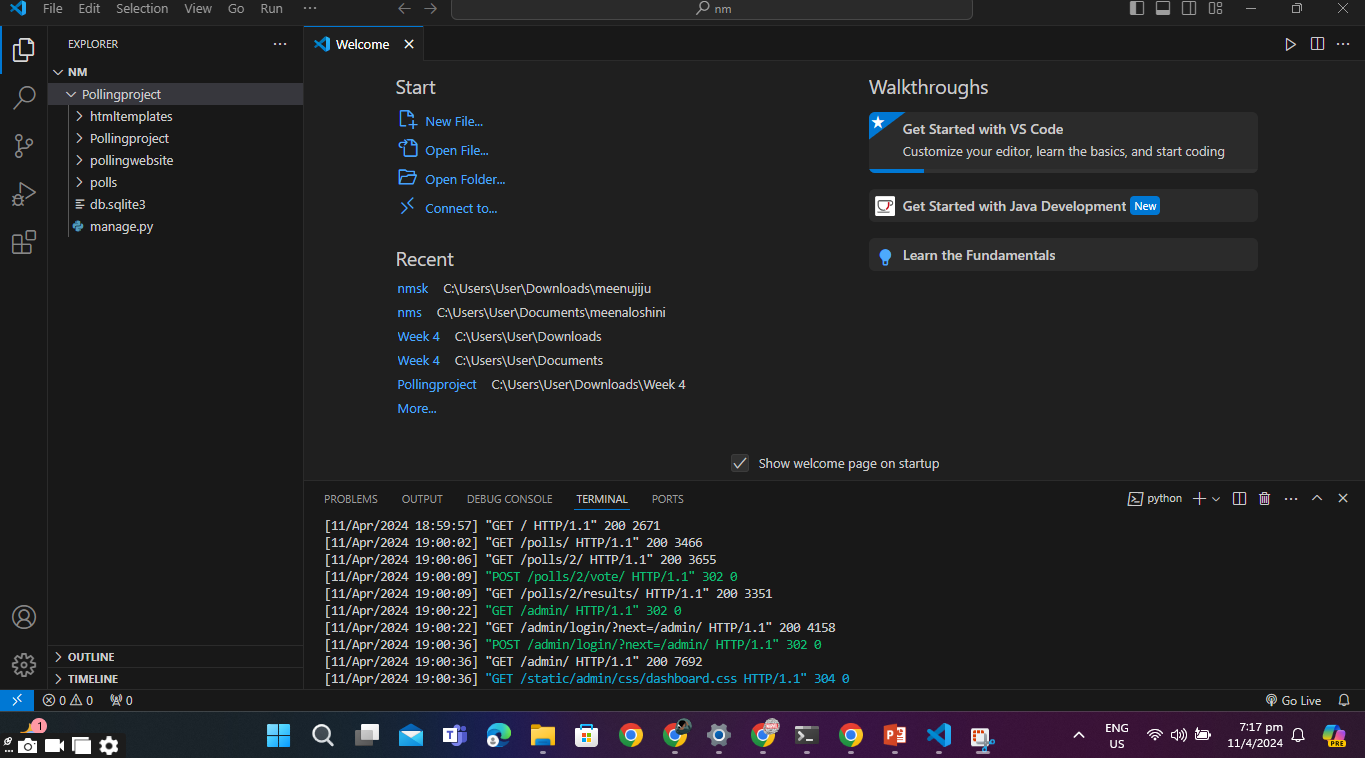 File Edit Selection View Go Run ···
nm
EXPLORER ···
NM
Pollingproject
htmltemplates
Pollingproject
pollingwebsite
polls
db.sqlite3
manage.py
OUTLINE
TIMELINE
Welcome
Start
New File...
Open File...
Open Folder...
Connect to...
Recent
nmsk C:\Users\User\Downloads\meenujiju
nms C:\Users\User\Documents\meenaloshini
Week 4 C:\Users\User\Downloads
Week 4 C:\Users\User\Documents
Pollingproject C:\Users\User\Downloads\Week 4
More...
Walkthroughs
Get Started with VS Code
Customize your editor, learn the basics, and start coding
Get Started with Java Development New
Learn the Fundamentals
Show welcome page on startup
PROBLEMS OUTPUT DEBUG CONSOLE TERMINAL PORTS
python
[11/Apr/2024 18:59:57] "GET / HTTP/1.1" 200 2671
[11/Apr/2024 19:00:02] "GET /polls/ HTTP/1.1" 200 3466
[11/Apr/2024 19:00:06] "GET /polls/2/ HTTP/1.1" 200 3655
[11/Apr/2024 19:00:09] "POST /polls/2/vote/ HTTP/1.1" 302 0
[11/Apr/2024 19:00:09] "GET /polls/2/results/ HTTP/1.1" 200 3351
[11/Apr/2024 19:00:22] "GET /admin/ HTTP/1.1" 302 0
[11/Apr/2024 19:00:22] "GET /admin/login/?next=/admin/ HTTP/1.1" 200 4158
[11/Apr/2024 19:00:36] "POST /admin/login/?next=/admin/ HTTP/1.1" 302 0
[11/Apr/2024 19:00:36] "GET /admin/ HTTP/1.1" 200 7692
[11/Apr/2024 19:00:36] "GET /static/admin/css/dashboard.css HTTP/1.1" 304 0
0 0 0
Go Live
1
ENG
US
7:17 pm
11/4/2024
PRE